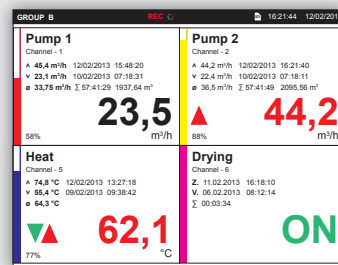 GROUP B REC 16:21:44 12/02/201
Pump 1
Channel - 1
∧ 45,4 m³/h 12/02/2013 15:48:20
∨ 23,1 m³/h 10/02/2013 07:18:31
ø 33,75 m³/h ∑ 57:41:29 1937,64 m³
23,5
58% m³/h
Pump 2
Channel - 2
∧ 44,2 m³/h 12/02/2013 16:21:40
∨ 22,4 m³/h 10/02/2013 07:18:11
ø 36,5 m³/h ∑ 57:41:49 2095,56 m³
44,2
88% m³/h
Heat
Channel - 5
∧ 74,8 °C 12/02/2013 13:27:18
∨ 55,4 °C 09/02/2013 09:38:42
ø 64,3 °C
62,1
77% °C
Drying
Channel - 6
Z. 11.02.2013 16:18:10
V. 06.02.2013 08:12:14
∑ 00:03:34
ON